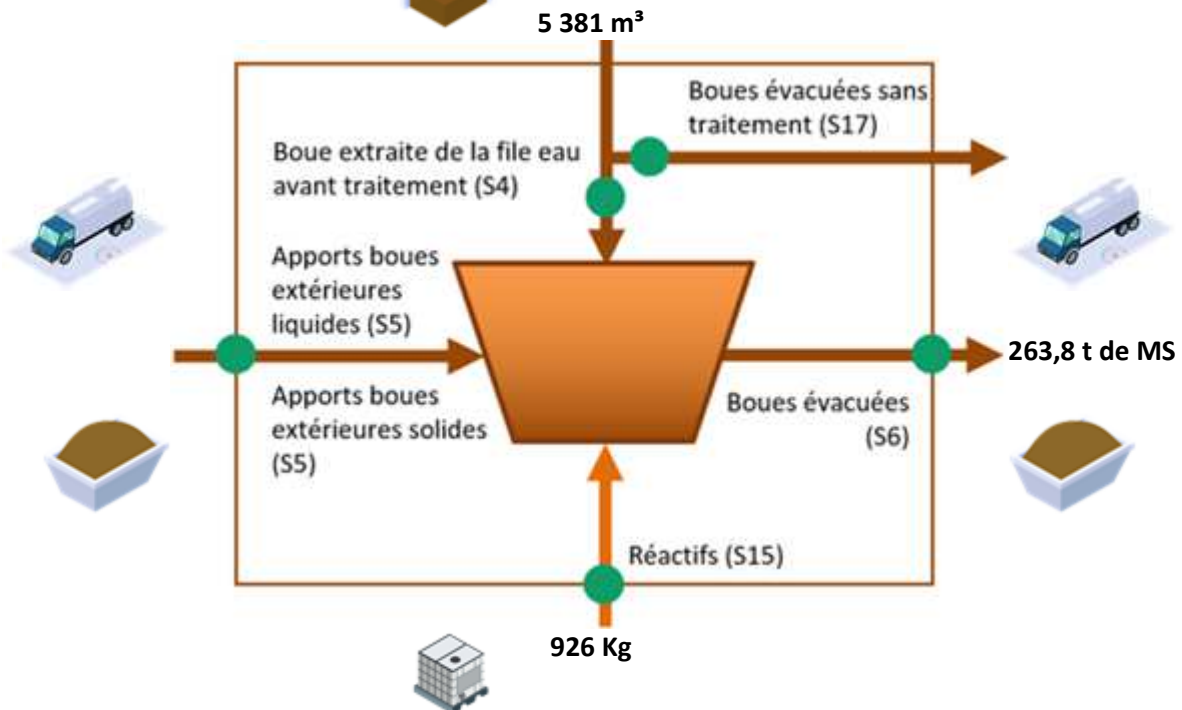 5 381 m³
Boues évacuées sans
traitement (S17)
Boue extraite de la file eau
avant traitement (S4)
Apports boues
extérieures
liquides (S5)
263,8 t de MS
Apports boues
extérieures solides
(S5)
Boues évacuées
(S6)
Réactifs (S15)
926 Kg